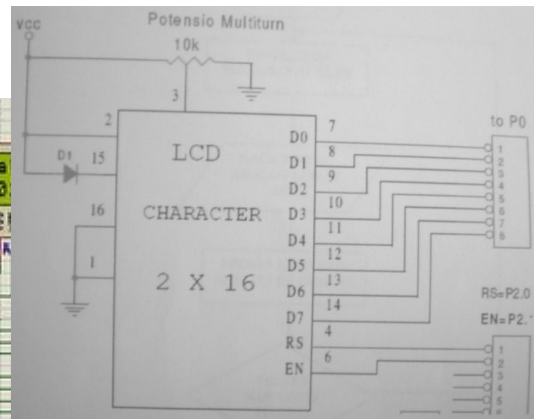 Potensio Multiturn
VCC
10k
3
2
D1
15
16
1
LCD
CHARACTER
2 X 16
D0
D1
D2
D3
D4
D5
D6
D7
RS
EN
7
8
9
10
11
12
13
14
4
6
to P0
1
2
3
4
5
6
7
8
RS=P2.0
EN=P2.
1
2
3
4
5